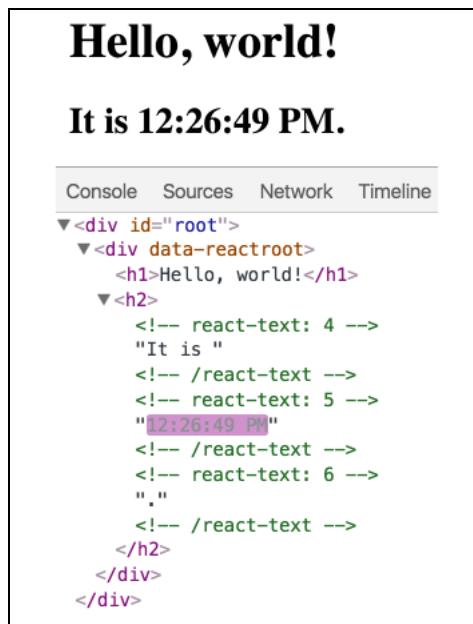 Hello, world!
It is 12:26:49 PM.
Console Sources Network Timeline
▼<div id="root">
▼<div data-reactroot>
<h1>Hello, world!</h1>
▼<h2>
<!-- react-text: 4 -->
"It is "
<!-- /react-text -->
<!-- react-text: 5 -->
"12:26:49 PM"
<!-- /react-text -->
<!-- react-text: 6 -->
"."
<!-- /react-text -->
</h2>
</div>
</div>